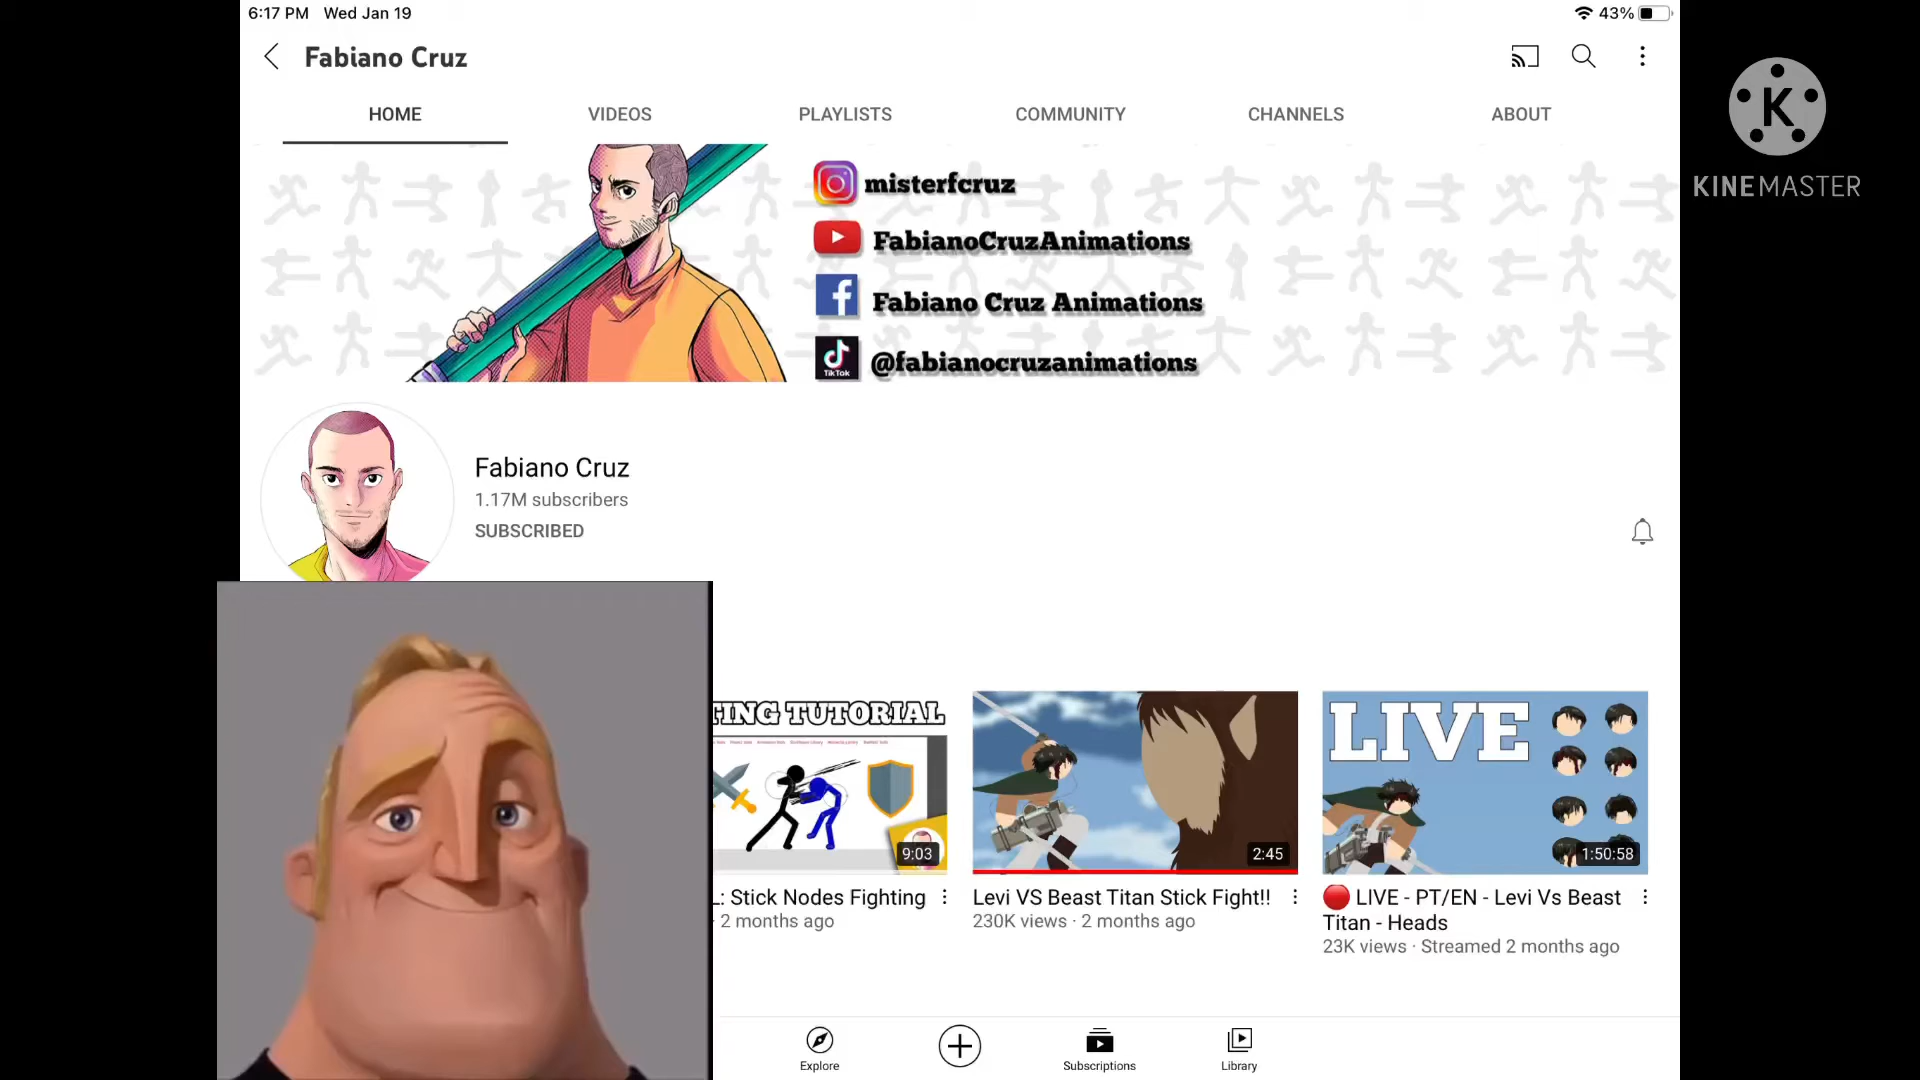 6:17 PM Wed Jan 19
43%
Fabiano Cruz
HOME VIDEOS PLAYLISTS COMMUNITY CHANNELS ABOUT
K
KINEMASTER
misterfcruz
FabianoCruzAnimations
Fabiano Cruz Animations
TikTok
@fabianocruzanimations
Fabiano Cruz
1.17M subscribers
SUBSCRIBED
TING TUTORIAL
9:03
L: Stick Nodes Fighting
· 2 months ago
2:45
Levi VS Beast Titan Stick Fight!!
230K views · 2 months ago
LIVE
1:50:58
LIVE - PT/EN - Levi Vs Beast
Titan - Heads
23K views · Streamed 2 months ago
Explore Subscriptions Library